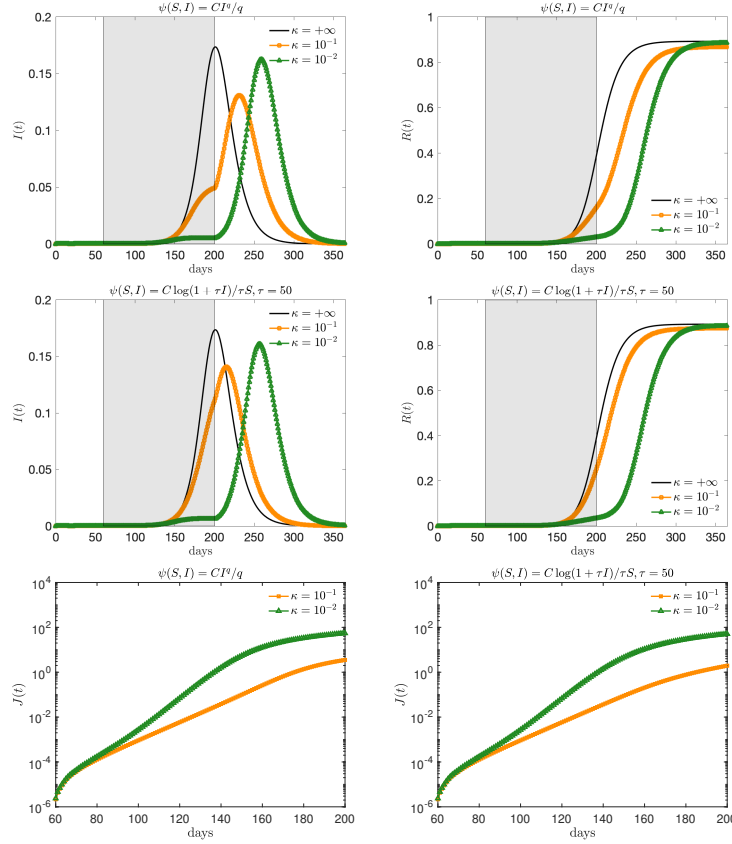 ψ(S, I) = CI^q/q
I(t)
0.2
0.15
0.1
0.05
0
0 50 100 150 200 250 300 350
days
κ = +∞
κ = 10^{-1}
κ = 10^{-2}
ψ(S, I) = CI^q/q
R(t)
1
0.8
0.6
0.4
0.2
0
0 50 100 150 200 250 300 350
days
κ = +∞
κ = 10^{-1}
κ = 10^{-2}
ψ(S, I) = C log(1 + τI)/τS, τ = 50
I(t)
0.2
0.15
0.1
0.05
0
0 50 100 150 200 250 300 350
days
κ = +∞
κ = 10^{-1}
κ = 10^{-2}
ψ(S, I) = C log(1 + τI)/τS, τ = 50
R(t)
1
0.8
0.6
0.4
0.2
0
0 50 100 150 200 250 300 350
days
κ = +∞
κ = 10^{-1}
κ = 10^{-2}
ψ(S, I) = CI^q/q
J(t)
10^4
10^2
10^0
10^{-2}
10^{-4}
10^{-6}
60 80 100 120 140 160 180 200
days
κ = 10^{-1}
κ = 10^{-2}
ψ(S, I) = C log(1 + τI)/τS, τ = 50
J(t)
10^4
10^2
10^0
10^{-2}
10^{-4}
10^{-6}
60 80 100 120 140 160 180 200
days
κ = 10^{-1}
κ = 10^{-2}